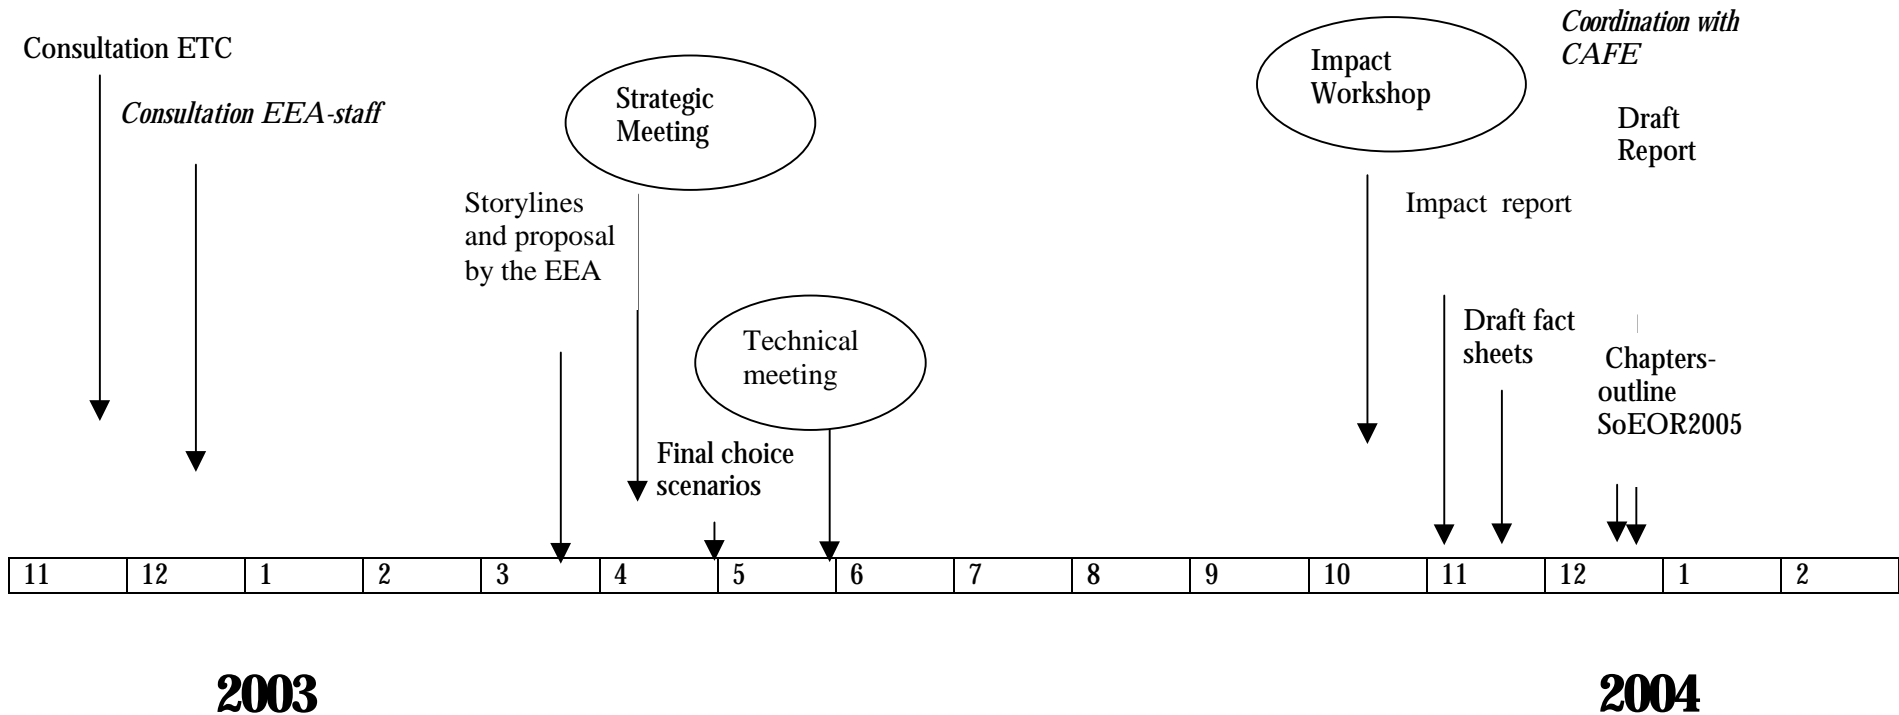 Consultation ETC
Consultation EEA-staff
Strategic
Meeting
Storylines
and proposal
by the EEA
Technical
meeting
Final choice
scenarios
Impact
Workshop
Coordination with
CAFE
Draft
Report
Impact report
Draft fact
sheets
Chapters-
outline
SoEOR2005
11 12 1 2 3 4 5 6 7 8 9 10 11 12 1 2
2003 2004